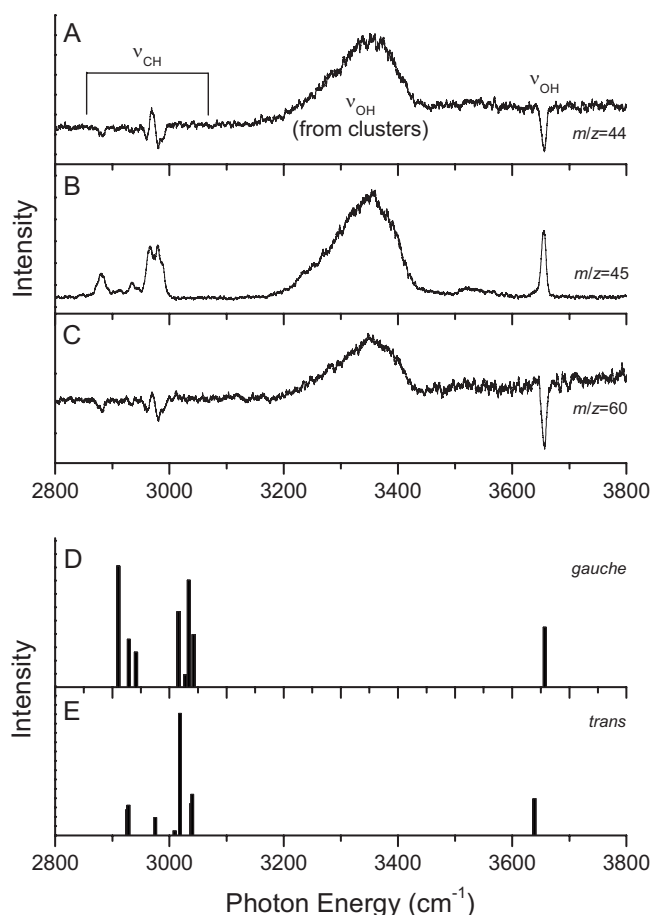 A
νCH
νOH
(from clusters)
νOH
m/z=44
B
m/z=45
C
m/z=60
Intensity
2800 3000 3200 3400 3600 3800
D
gauche
E
trans
Intensity
2800 3000 3200 3400 3600 3800
Photon Energy (cm⁻¹)